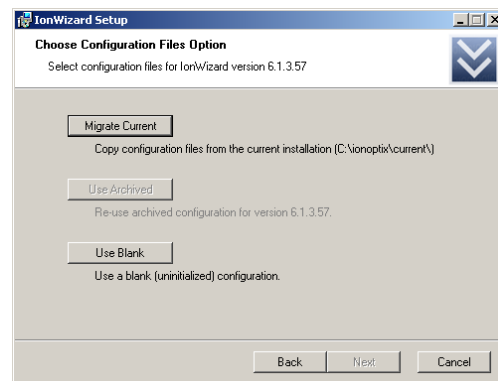 IonWizard Setup
Choose Configuration Files Option
Select configuration files for IonWizard version 6.1.3.57
Migrate Current
Copy configuration files from the current installation (C:\ionoptix\current\)
Use Archived
Re-use archived configuration for version 6.1.3.57.
Use Blank
Use a blank (uninitialized) configuration.
Back Next Cancel